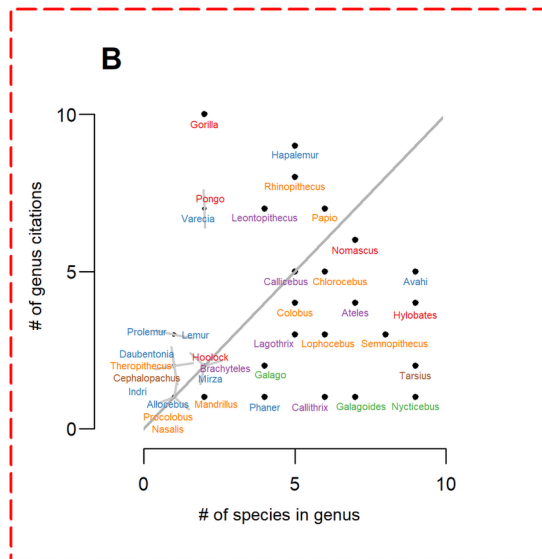 B
# of genus citations
10
5
0
Gorilla
Hapalemur
Rhinopithecus
Pongo
Varecia
Leontopithecus
Papio
Nomascus
Callicebus
Chlorocebus
Avahi
Colobus
Ateles
Hylobates
Prolemur
Lemur
Lagothrix
Lophocebus
Semnopithecus
Daubentonia
Hoolock
Theropithecus
Brachyteles
Galago
Tarsius
Cephalopachus
Mirza
Indri
Allocebus
Mandrillus
Phaner
Callithrix
Galagoides
Nycticebus
Procolobus
Nasalis
0
5
10
# of species in genus